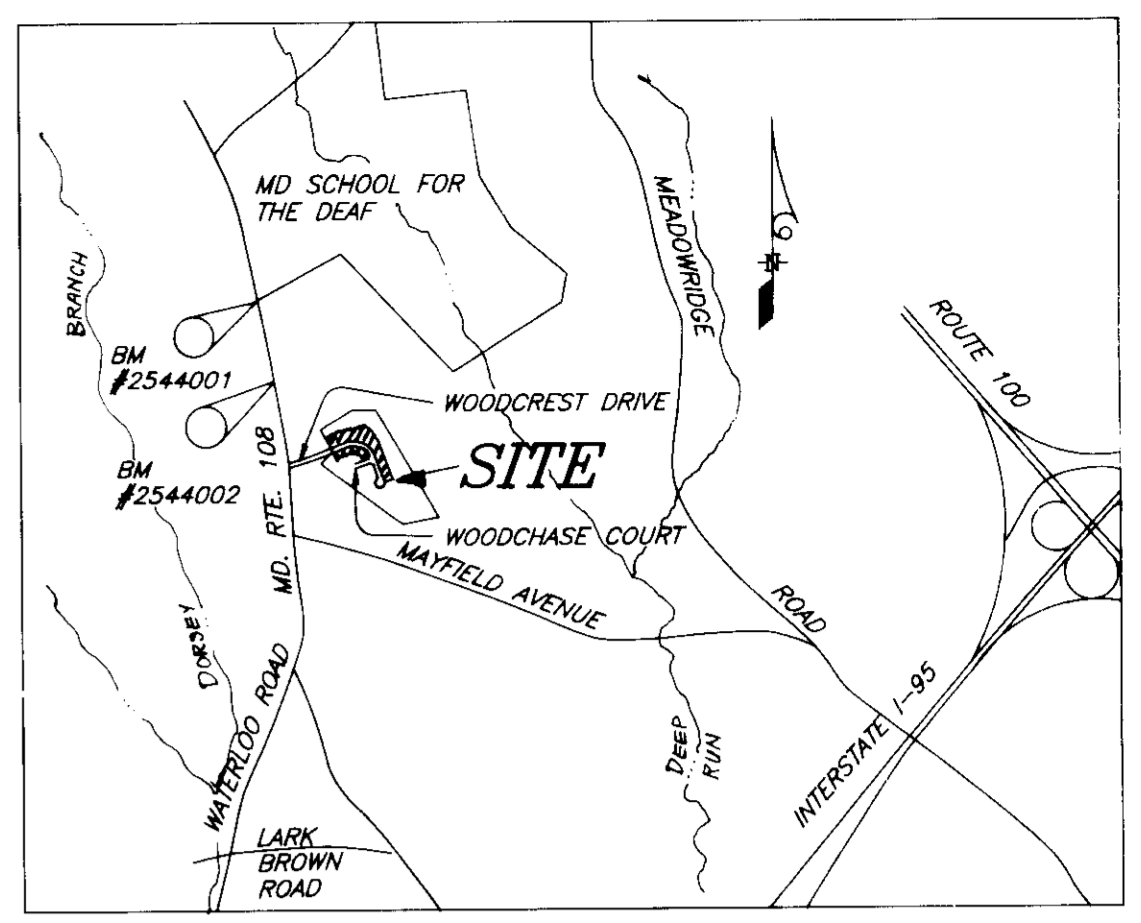 MD SCHOOL FOR
THE DEAF
MEADOWRIDGE
BRANCH
N
ROUTE 100
BM
#2544001
WOODCREST DRIVE
MD. RTE. 108
SITE
BM
#2544002
WOODCHASE COURT
MAYFIELD AVENUE
ROAD
DORSEY
WATERLOO ROAD
INTERSTATE I-95
DEEP
RUN
LARK
BROWN
ROAD